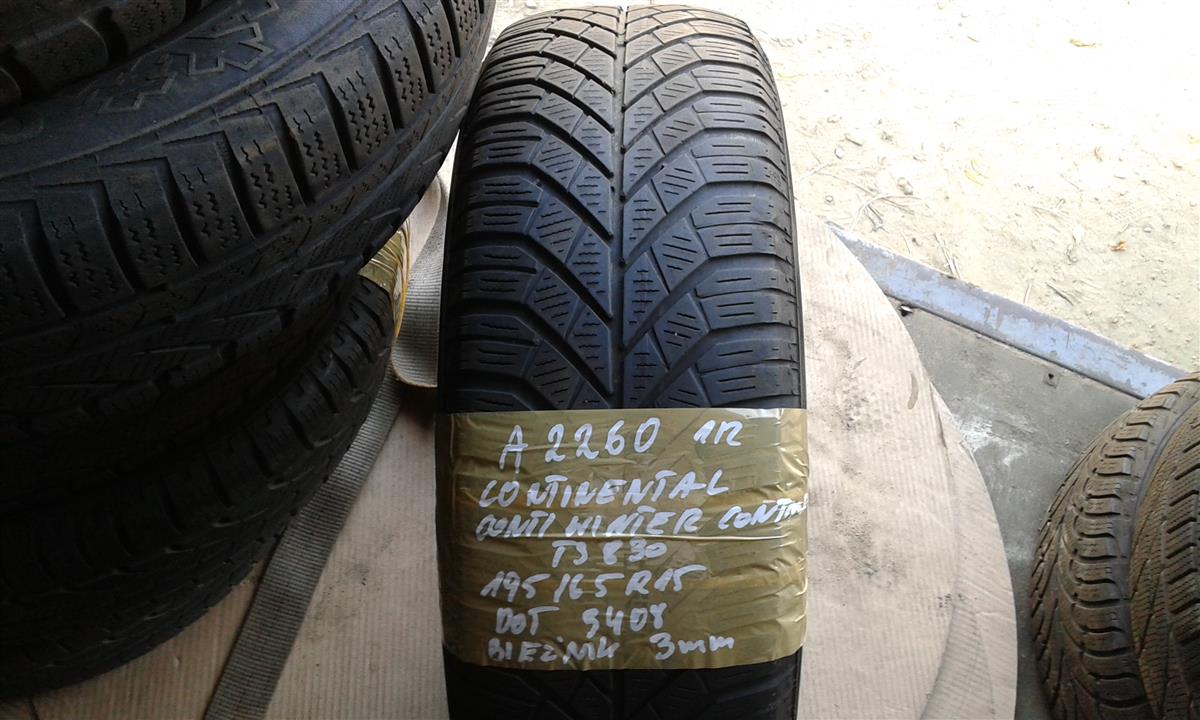 A 2260 1R
CONTINENTAL
CONTI WINTER CONTACT
TS 830
195/65 R15
DOT 3408
BIEŻNIK 3mm